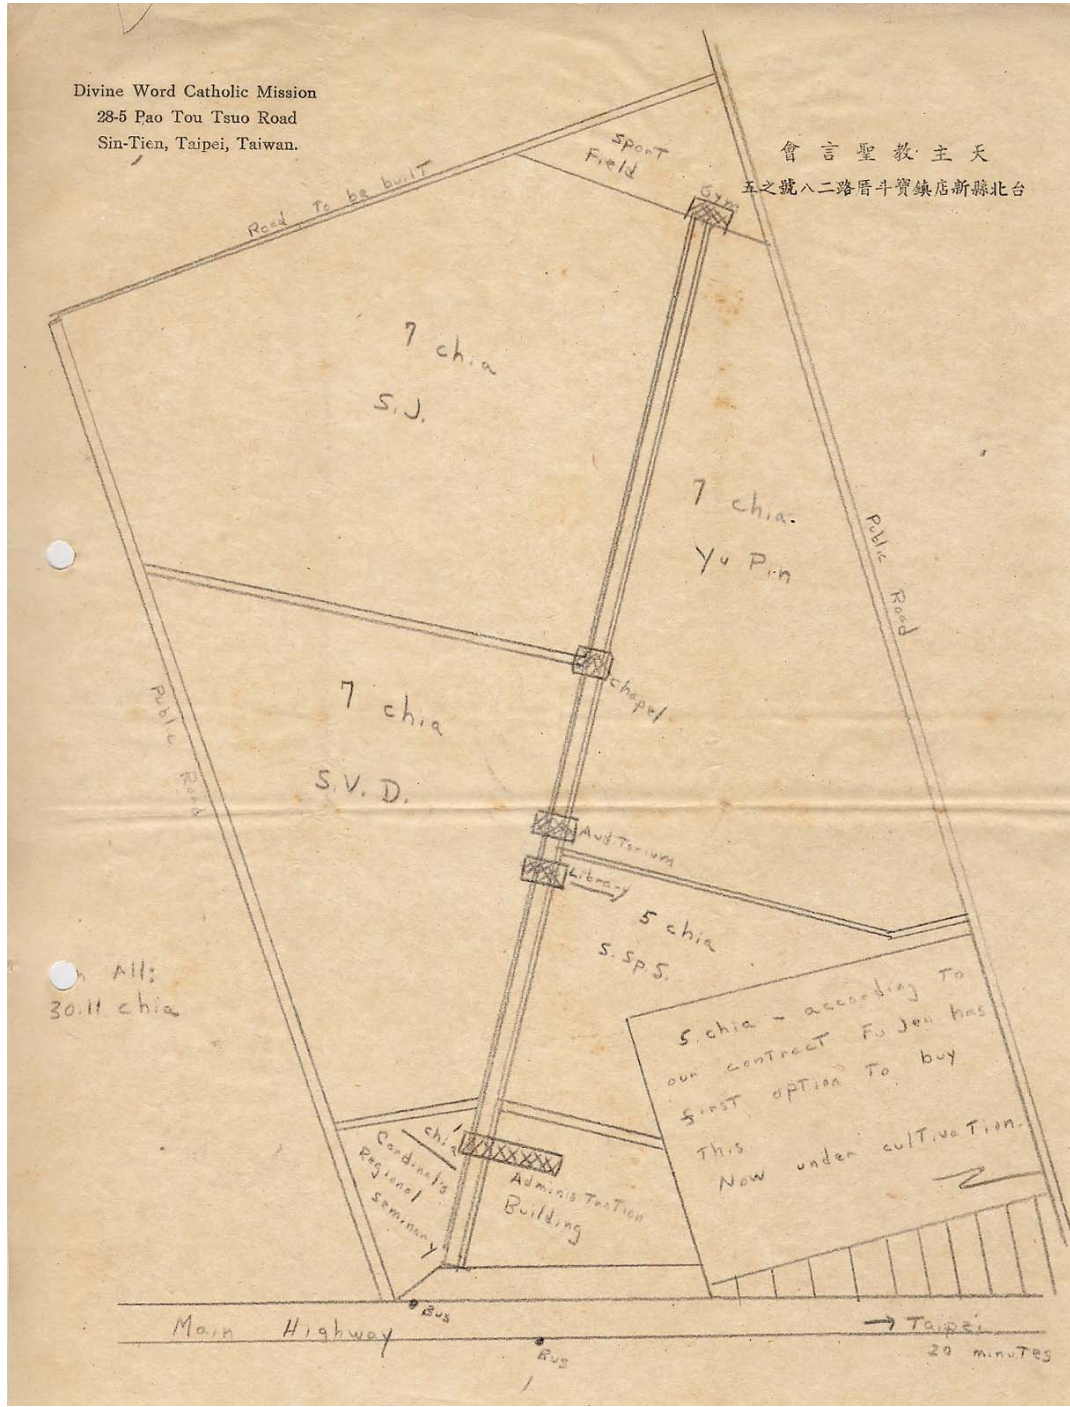 Divine Word Catholic Mission
28-5 Pao Tou Tsuo Road
Sin-Tien, Taipei, Taiwan.
會言聖教主天
五之號八二路厝斗寶鎮店新縣北台
Sport
Field
Gym
Road To be built
7 chia
S.J.
7 chia.
Yu Pin
Public Road
Chapel
7 chia
S.V.D.
Public Road
Auditorium
Library
5 chia
S.Sp.S.
All:
30.11 chia
5 chia - according To
our contract Fu Jen has
first option To buy
This.
Now under cultivation.
chia
Cardinal's
Regional
Seminary
Administration
Building
Bus
Main Highway
→ Taipei
20 minutes
Bus